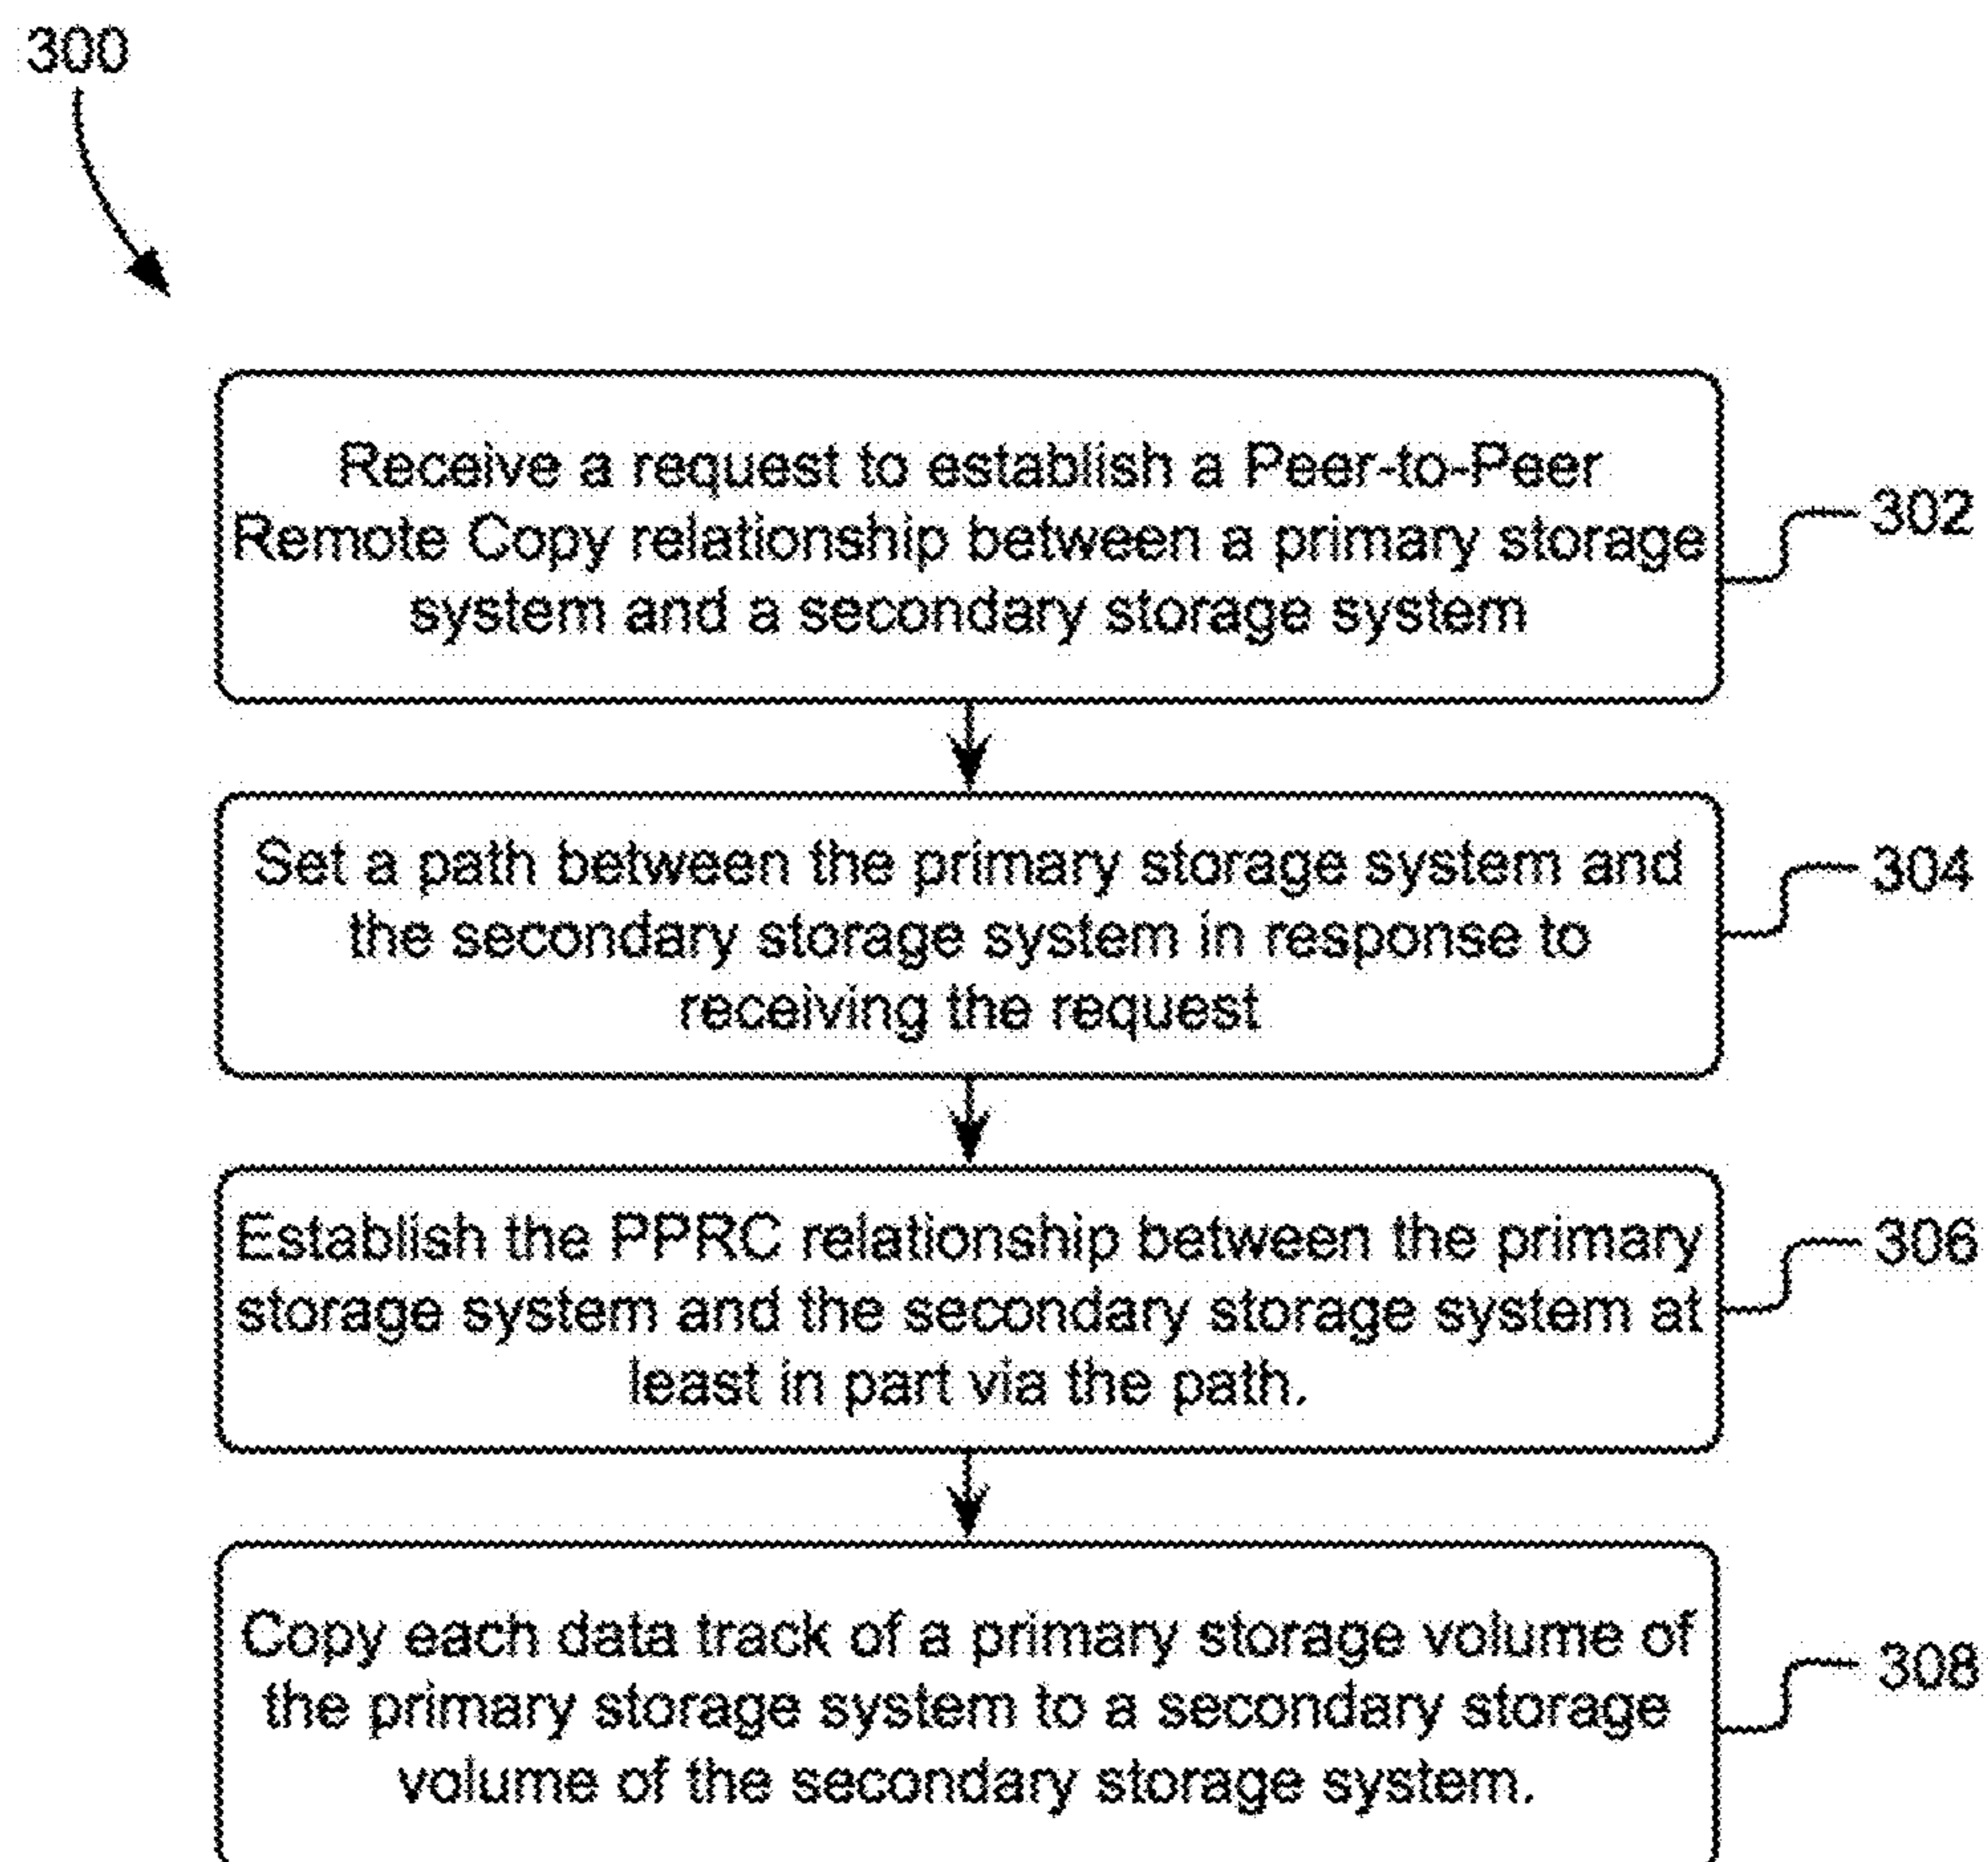 300
Receive a request to establish a Peer-to-Peer
Remote Copy relationship between a primary storage
system and a secondary storage system
302
Set a path between the primary storage system and
the secondary storage system in response to
receiving the request
304
Establish the PPRC relationship between the primary
storage system and the secondary storage system at
least in part via the path.
306
Copy each data track of a primary storage volume of
the primary storage system to a secondary storage
volume of the secondary storage system.
308